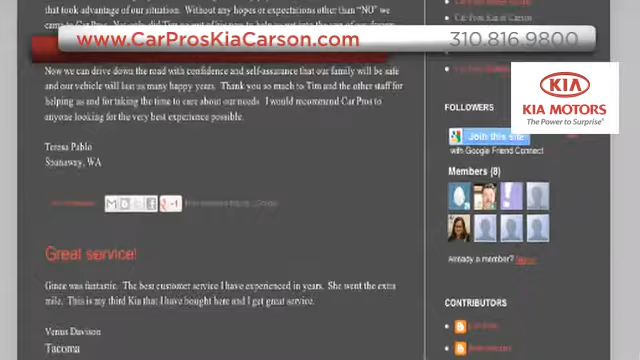 that took advantage of our situation. Without any hopes or expectations other than "NO" we
www.CarProsKiaCarson.com
310.816.9800
Now we can drive down the road with confidence and self-assurance that our family will be safe
and our vehicle will last us many happy years. Thank you so much to Tim and the other staff for
helping us and for taking the time to care about our needs. I would recommend Car Pros to
anyone looking for the very best experience possible.
Teresa Pablo
Spanaway, WA
Great service!
Ginee was fantastic. The best customer service I have experienced in years. She went the extra
mile. This is my third Kia that I have bought here and I get great service.
Venus Davison
Tacoma
KIA
KIA MOTORS
The Power to Surprise
FOLLOWERS
Join this site
with Google Friend Connect
Members (8)
Already a member?
CONTRIBUTORS